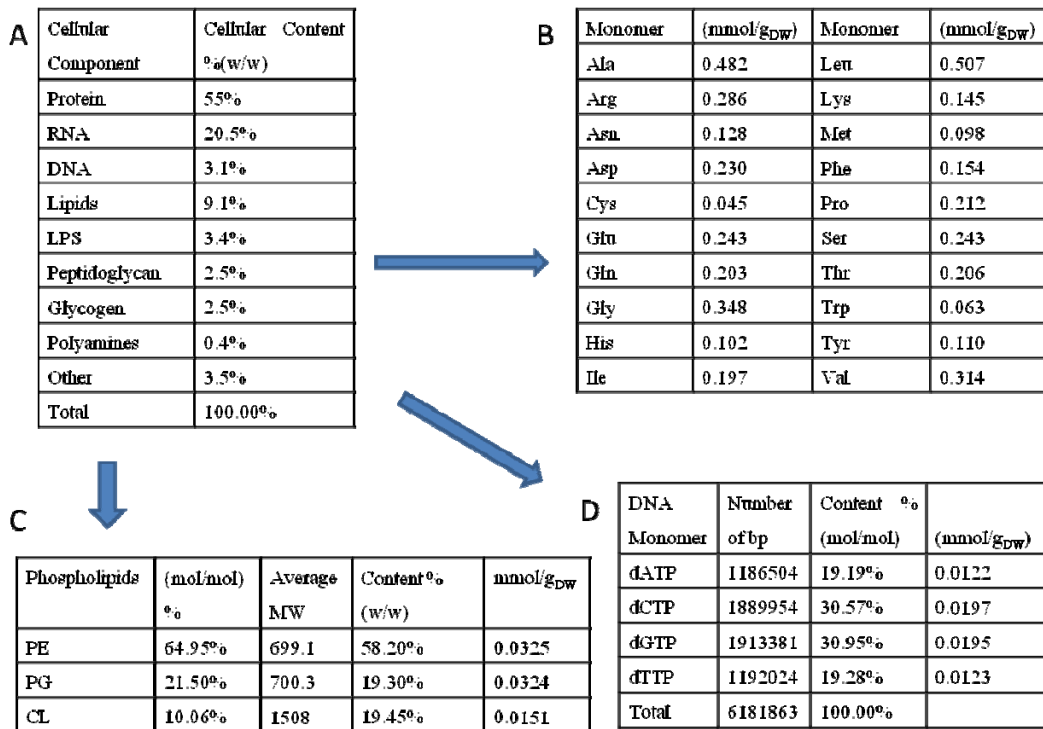 A
Cellular Cellular Content
Component %(w/w)
Protein 55%
RNA 20.5%
DNA 3.1%
Lipids 9.1%
LPS 3.4%
Peptidoglycan 2.5%
Glycogen 2.5%
Polyamines 0.4%
Other 3.5%
Total 100.00%
B
Monomer (mmol/gDW) Monomer (mmol/gDW)
Ala 0.482 Leu 0.507
Arg 0.286 Lys 0.145
Asn 0.128 Met 0.098
Asp 0.230 Phe 0.154
Cys 0.045 Pro 0.212
Glu 0.243 Ser 0.243
Gln 0.203 Thr 0.206
Gly 0.348 Trp 0.063
His 0.102 Tyr 0.110
Ile 0.197 Val 0.314
C
Phospholipids (mol/mol) Average Content% mmol/gDW
% MW (w/w)
PE 64.95% 699.1 58.20% 0.0325
PG 21.50% 700.3 19.30% 0.0324
CL 10.06% 1508 19.45% 0.0151
D
DNA Number Content %
Monomer of bp (mol/mol) (mmol/gDW)
dATP 1186504 19.19% 0.0122
dCTP 1889954 30.57% 0.0197
dGTP 1913381 30.95% 0.0195
dTTP 1192024 19.28% 0.0123
Total 6181863 100.00%